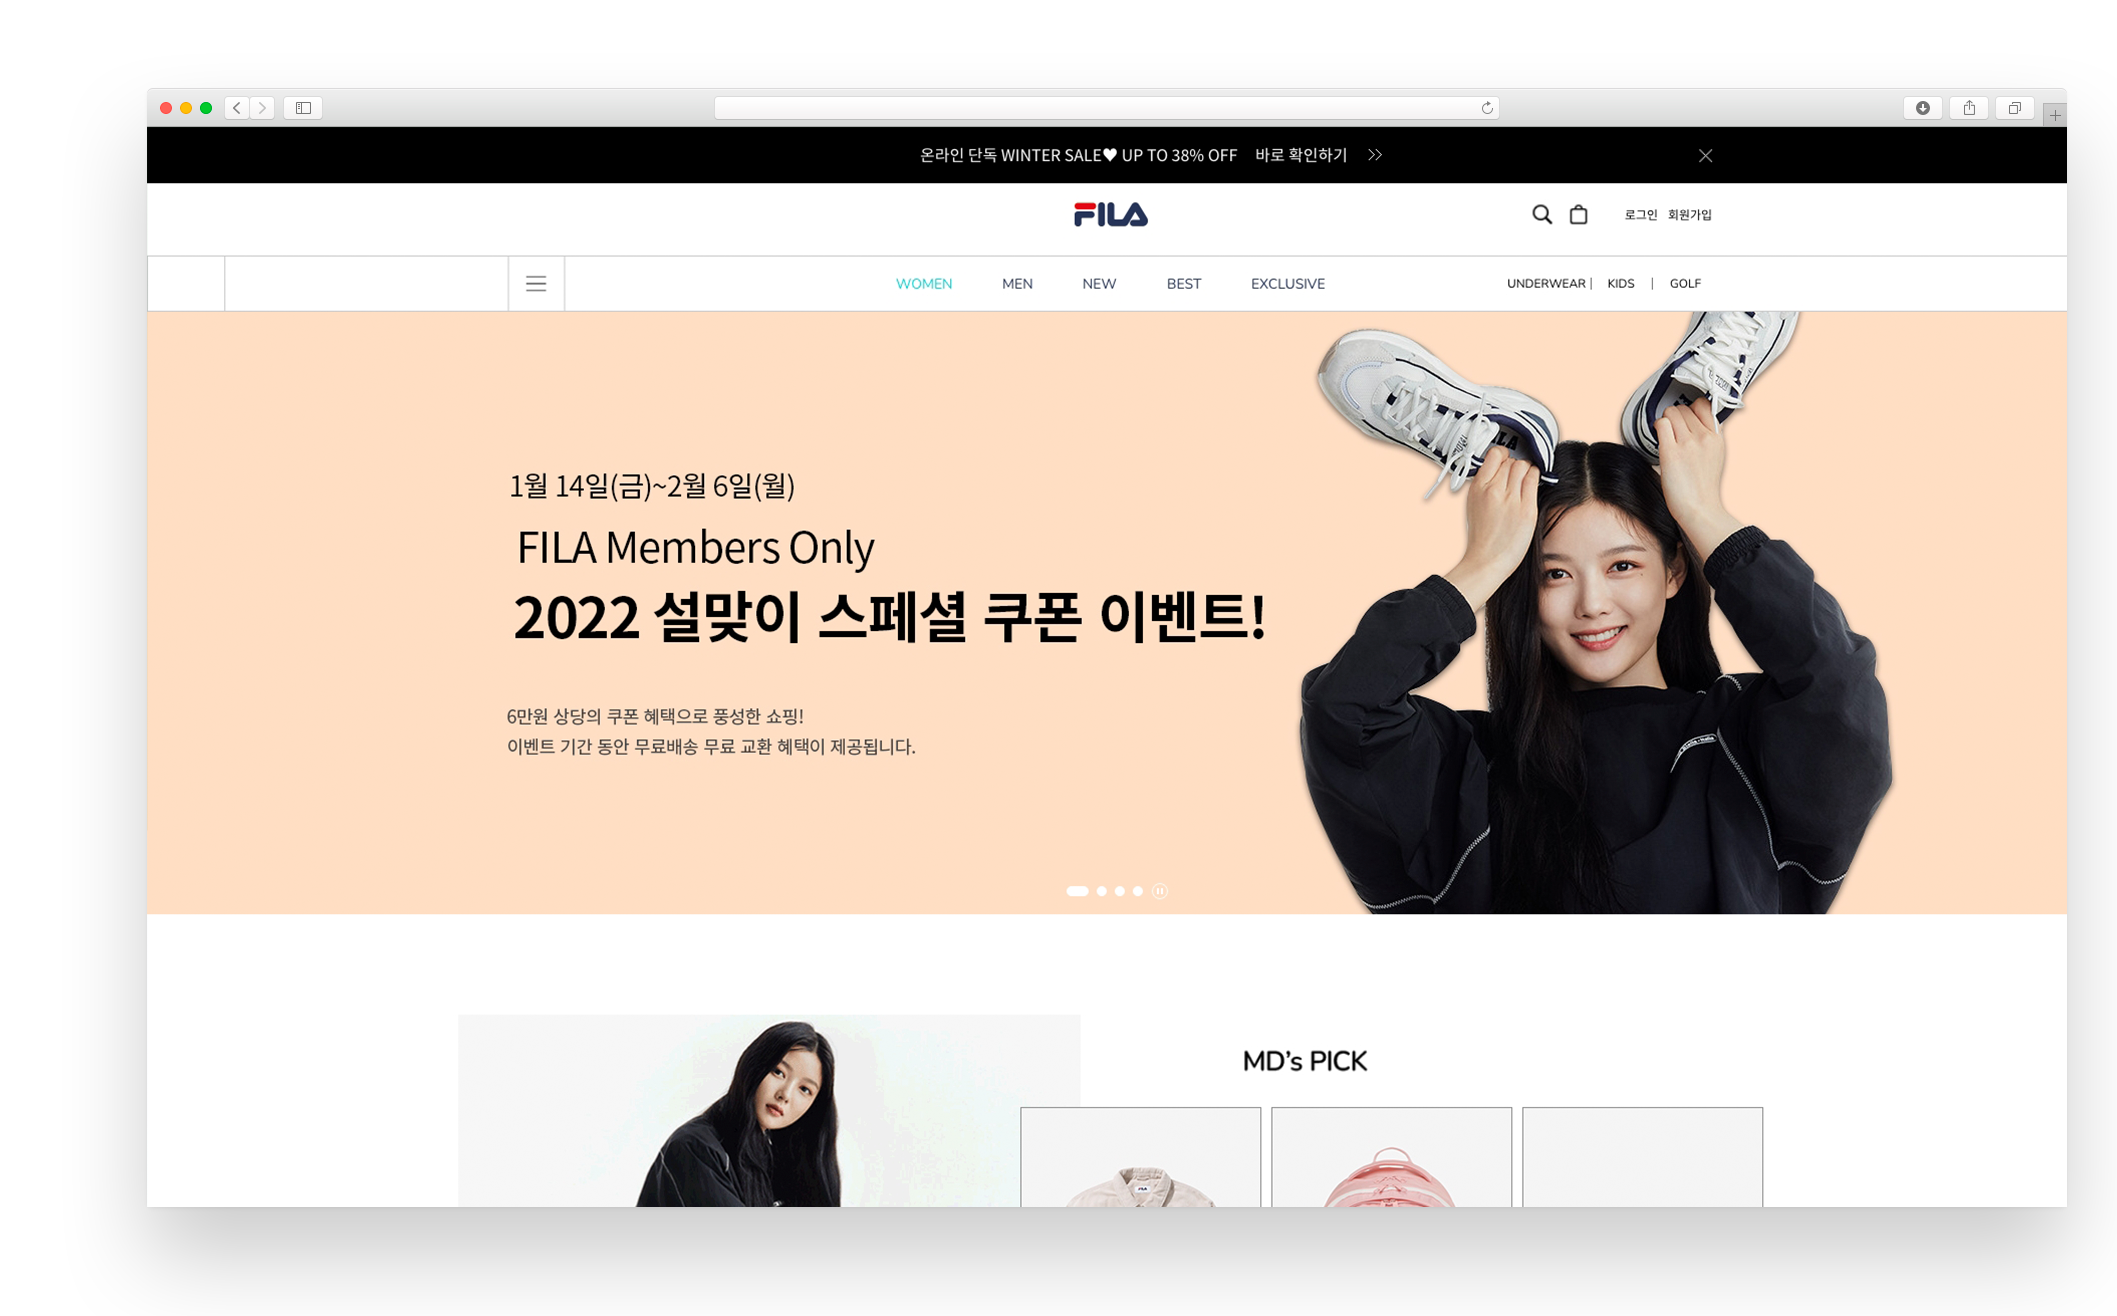 온라인 단독 WINTER SALE♥ UP TO 38% OFF 바로 확인하기 >>
FILA
로그인 회원가입
WOMEN MEN NEW BEST EXCLUSIVE
UNDERWEAR | KIDS | GOLF
1월 14일(금)~2월 6일(월)
FILA Members Only
2022 설맞이 스페셜 쿠폰 이벤트!
6만원 상당의 쿠폰 혜택으로 풍성한 쇼핑!
이벤트 기간 동안 무료배송 무료 교환 혜택이 제공됩니다.
MD's PICK
FILA